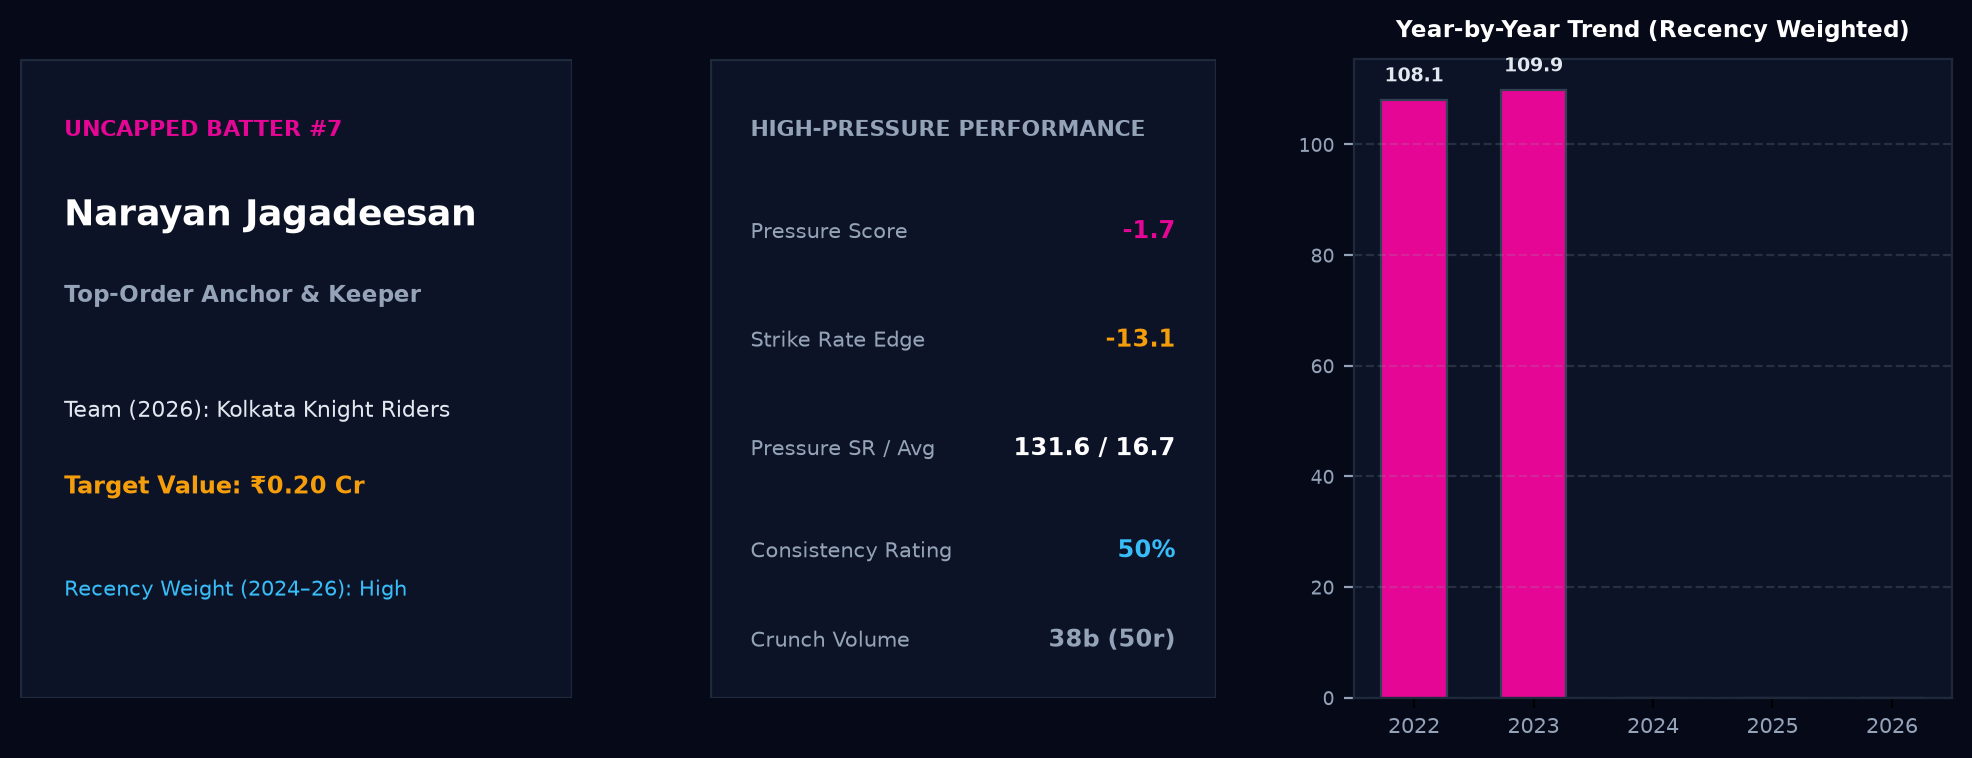 UNCAPPED BATTER #7
Narayan Jagadeesan
Top-Order Anchor & Keeper
Team (2026): Kolkata Knight Riders
Target Value: ₹0.20 Cr
Recency Weight (2024–26): High
HIGH-PRESSURE PERFORMANCE
Pressure Score -1.7
Strike Rate Edge -13.1
Pressure SR / Avg 131.6 / 16.7
Consistency Rating 50%
Crunch Volume 38b (50r)
Year-by-Year Trend (Recency Weighted)
108.1 109.9
100
80
60
40
20
0
2022 2023 2024 2025 2026